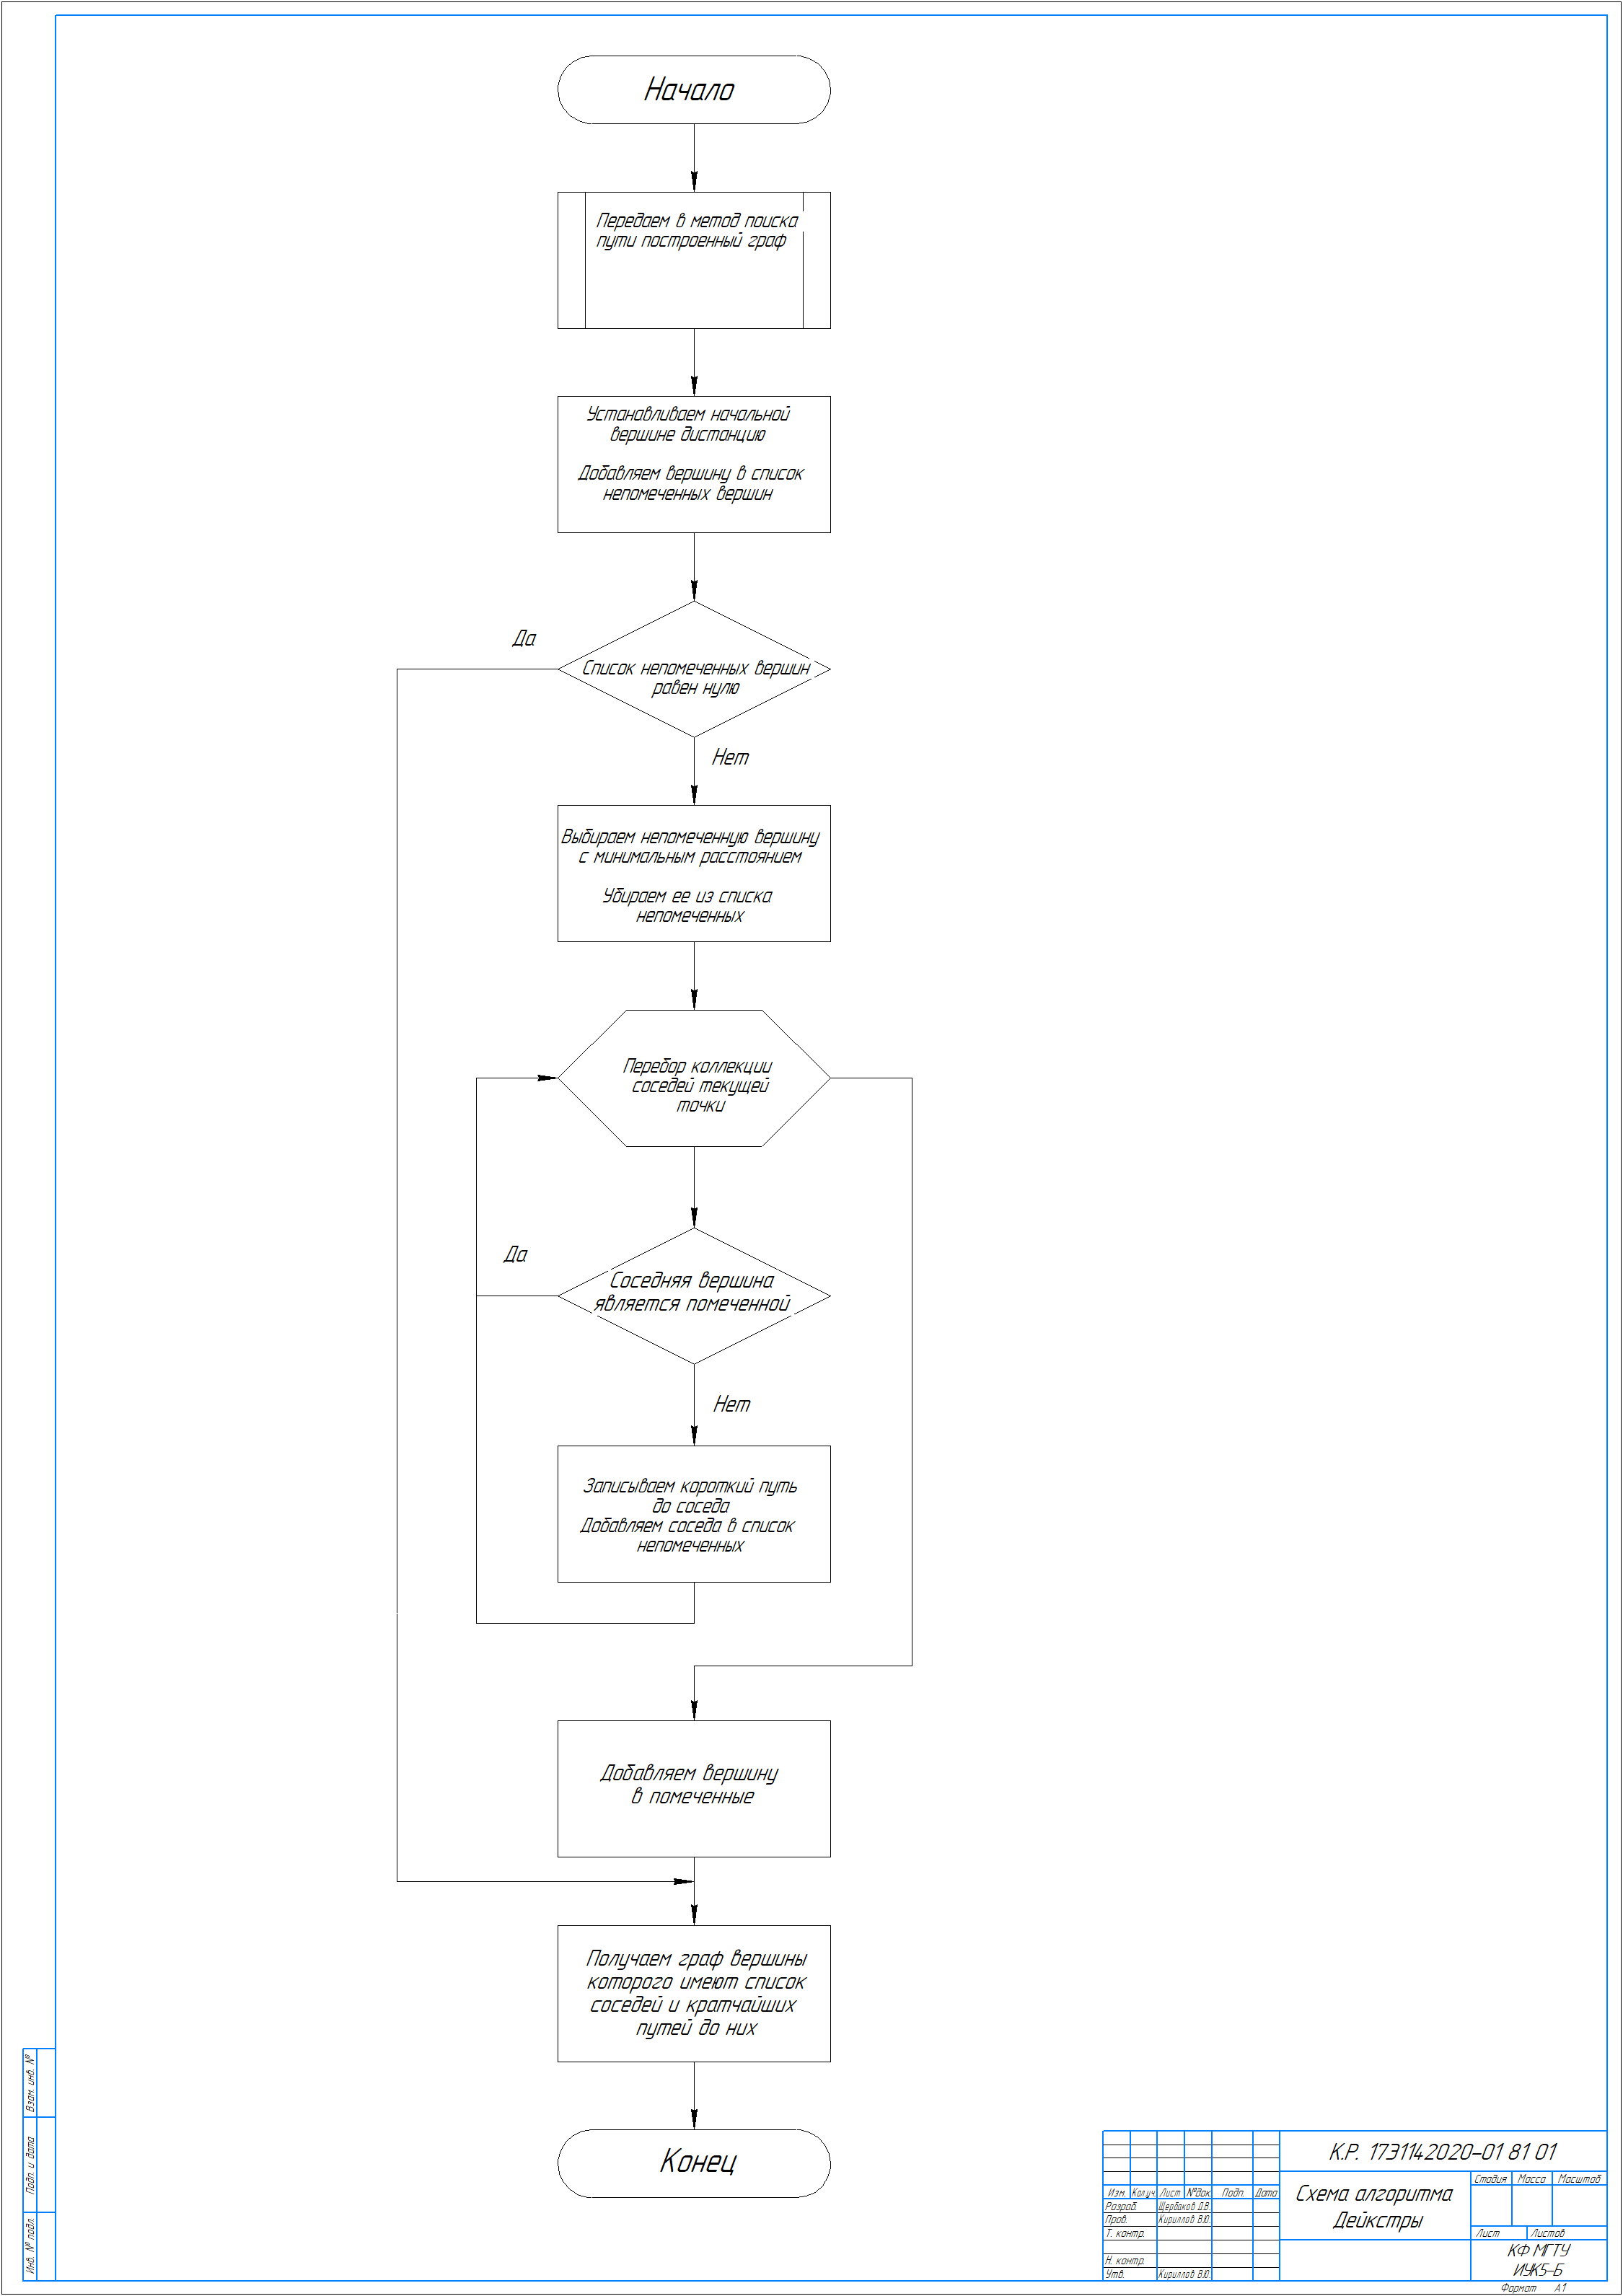 Начало
Передаем в метод поиска
пути построенный граф
Устанавливаем начальной
вершине дистанцию
Добавляем вершину в список
непомеченных вершин
Да
Список непомеченных вершин
равен нулю
Нет
Выбираем непомеченную вершину
с минимальным расстоянием
Убираем ее из списка
непомеченных
Перебор коллекции
соседей текущей
точки
Да
Соседняя вершина
является помеченной
Нет
Записываем короткий путь
до соседа
Добавляем соседа в список
непомеченных
Добавляем вершину
в помеченные
Получаем граф вершины
которого имеют список
соседей и кратчайших
путей до них
Конец
Взам. инв. №
Подп. и дата
Инв. № подл.
К.Р. 1731142020-01 81 01
Изм. Кол.уч. Лист №док. Подп. Дата
Разраб. Щербаков Д.В.
Пров. Кириллов В.Ю.
Т. контр.
Н. контр.
Утв. Кириллов В.Ю.
Схема алгоритма
Дейкстры
Стадия Масса Масштаб
Лист Листов
КФ МГТУ
ИУК5-Б
Формат А1